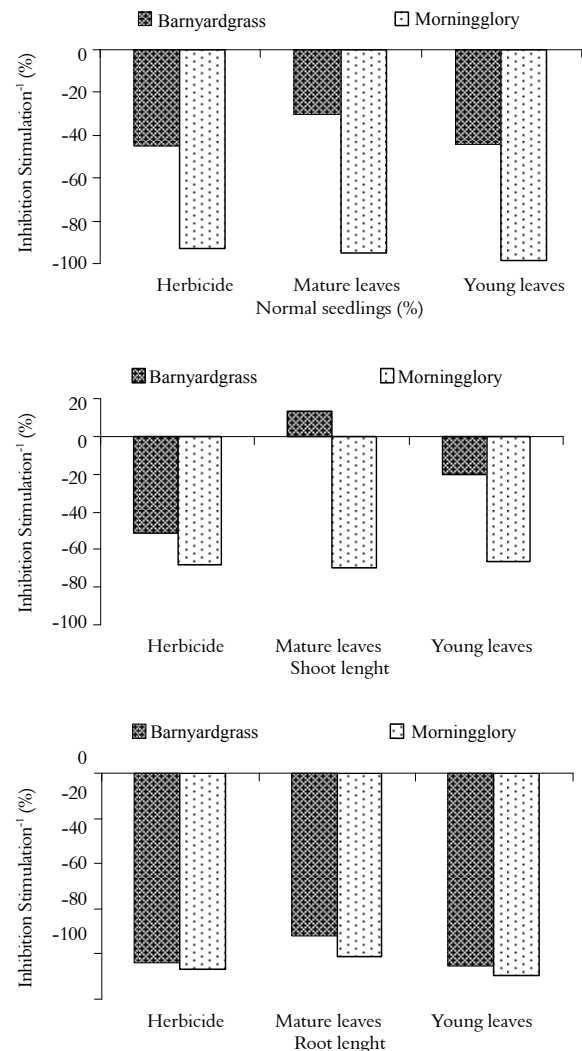 Barnyardgrass Morningglory
Inhibition Stimulation-1 (%)
0
-20
-40
-60
-80
-100
Herbicide Mature leaves Young leaves
Normal seedlings (%)
Barnyardgrass Morningglory
Inhibition Stimulation-1 (%)
20
0
-20
-40
-60
-80
-100
Herbicide Mature leaves Young leaves
Shoot lenght
Barnyardgrass Morningglory
Inhibition Stimulation-1 (%)
0
-20
-40
-60
-80
-100
Herbicide Mature leaves Young leaves
Root lenght